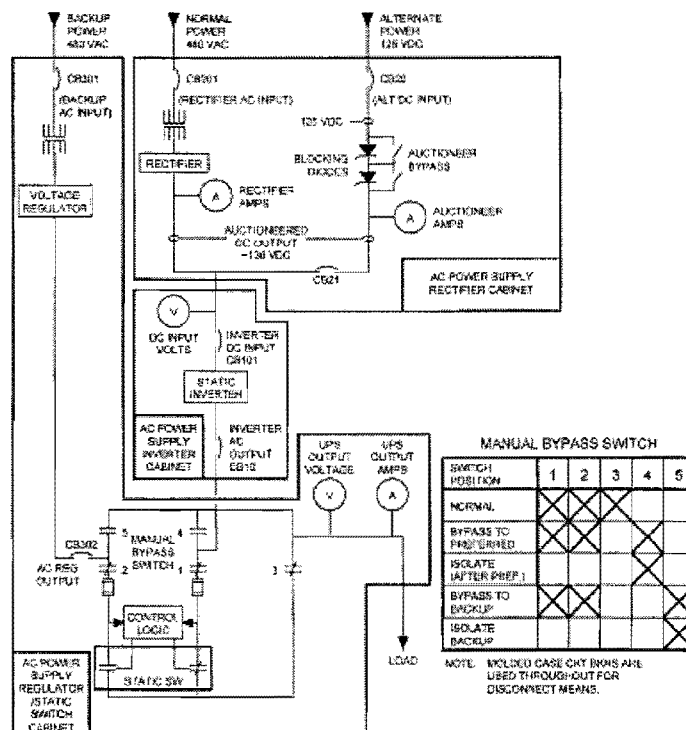 BACKUP
POWER
480 VAC
NORMAL
POWER
480 VAC
ALTERNATE
POWER
125 VDC
CB301
(BACKUP
AC INPUT)
(RECTIFIER AC INPUT)
(ALT DC INPUT)
125 VDC
RECTIFIER
BLOCKING
DIODES
AUCTIONEER
BYPASS
VOLTAGE
REGULATOR
A
RECTIFIER
AMPS
A
AUCTIONEER
AMPS
AUCTIONEERED
DC OUTPUT
CB21
AC POWER SUPPLY
RECTIFIER CABINET
V
DC INPUT
VOLTS
INVERTER
DC INPUT
CB101
STATIC
INVERTER
AC POWER
SUPPLY
INVERTER
CABINET
INVERTER
AC
OUTPUT
UPS
OUTPUT
VOLTAGE
UPS
OUTPUT
AMPS
V
A
CB302
AC REG
OUTPUT
5
4
MANUAL
BYPASS
SWITCH
2
1
3
CONTROL
LOGIC
STATIC SW
LOAD
AC POWER
SUPPLY
REGULATOR
/STATIC
SWITCH
CABINET
MANUAL BYPASS SWITCH
SWITCH
POSITION
1 2 3 4 5
NORMAL
BYPASS TO
PREFERRED
ISOLATE
(AFTER PREF.)
BYPASS TO
BACKUP
ISOLATE
BACKUP
NOTE: MOLDED CASE CKT BKRS ARE
USED THROUGHOUT FOR
DISCONNECT MEANS.